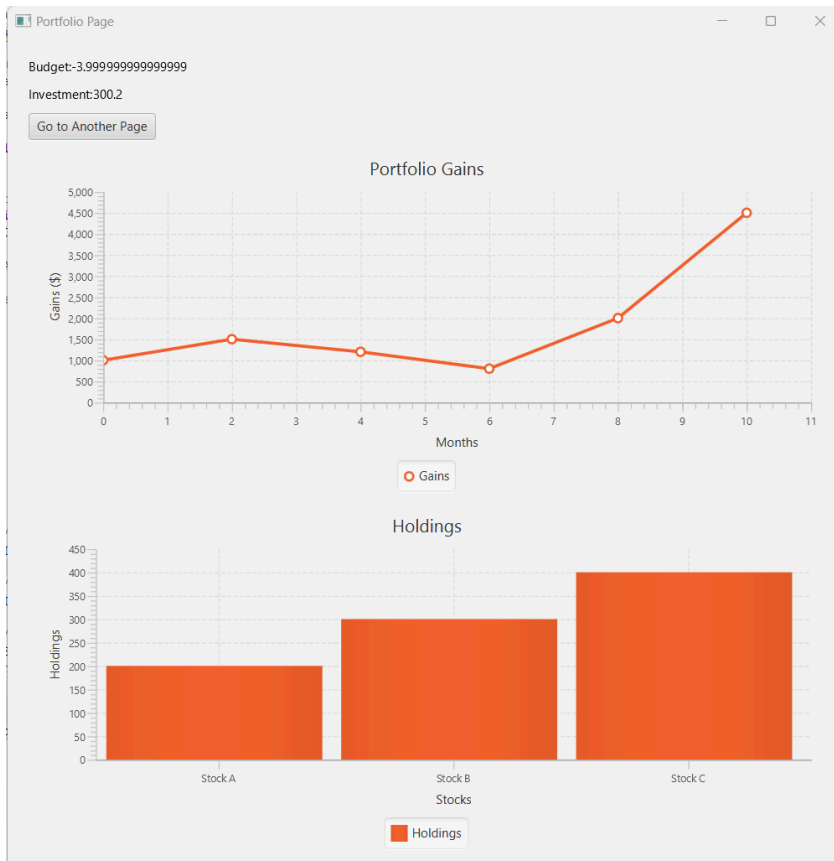 Portfolio Page
Budget:-3.999999999999999
Investment:300.2
Go to Another Page
Portfolio Gains
5,000
4,500
4,000
3,500
3,000
2,500
2,000
1,500
1,000
500
0
Gains ($)
0 1 2 3 4 5 6 7 8 9 10 11
Months
Gains
Holdings
450
400
350
300
250
200
150
100
50
0
Holdings
Stock A Stock B Stock C
Stocks
Holdings